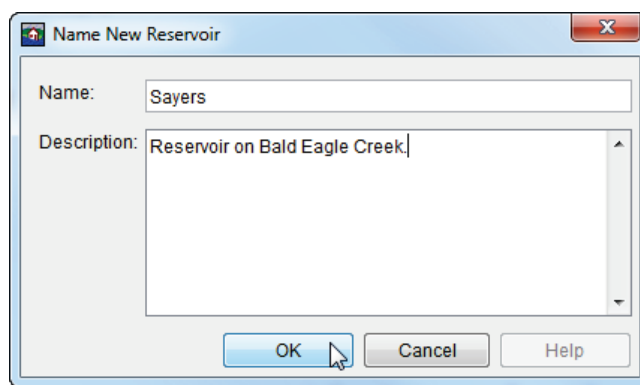 Name New Reservoir
Name: Sayers
Description: Reservoir on Bald Eagle Creek.
OK Cancel Help